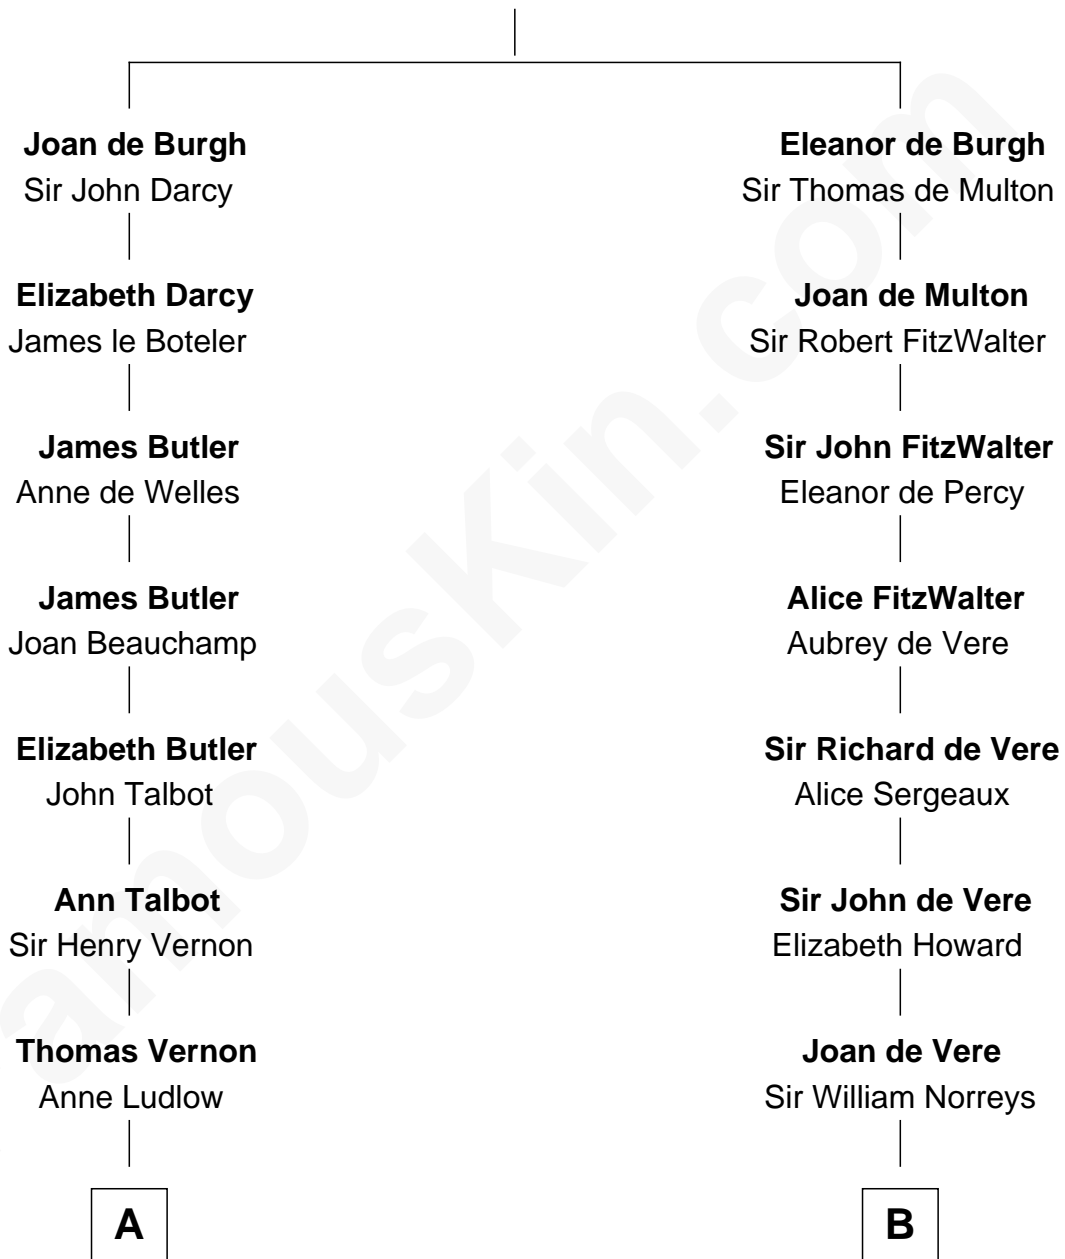 Joan de Burgh
Sir John Darcy
Elizabeth Darcy
James le Boteler
James Butler
Anne de Welles
James Butler
Joan Beauchamp
Elizabeth Butler
John Talbot
Ann Talbot
Sir Henry Vernon
Thomas Vernon
Anne Ludlow
A
Eleanor de Burgh
Sir Thomas de Multon
Joan de Multon
Sir Robert FitzWalter
Sir John FitzWalter
Eleanor de Percy
Alice FitzWalter
Aubrey de Vere
Sir Richard de Vere
Alice Sergeaux
Sir John de Vere
Elizabeth Howard
Joan de Vere
Sir William Norreys
B
amousKin.com